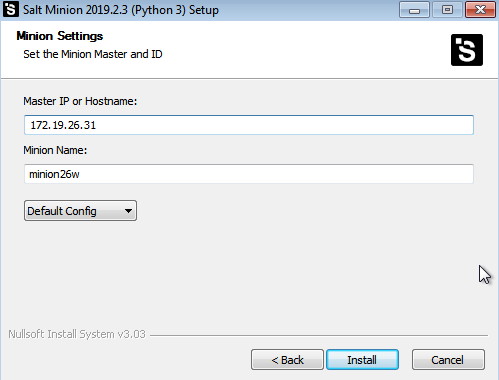 Salt Minion 2019.2.3 (Python 3) Setup
Minion Settings
Set the Minion Master and ID
Master IP or Hostname:
172.19.26.31
Minion Name:
minion26w
Default Config
Nullsoft Install System v3.03
< Back Install Cancel